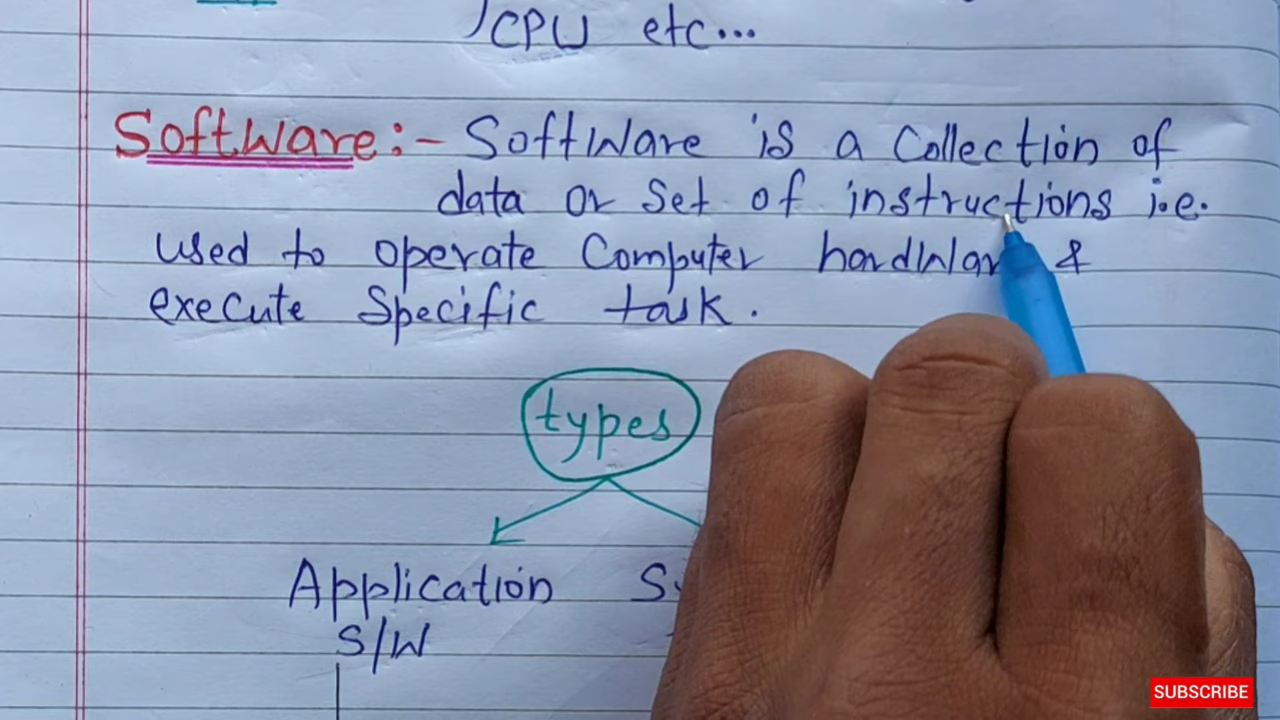 CPU etc...
Software:- Software is a Collection of
data or Set of instructions i.e.
used to operate Computer &
execute Specific task.
types
Application
S/W
SUBSCRIBE